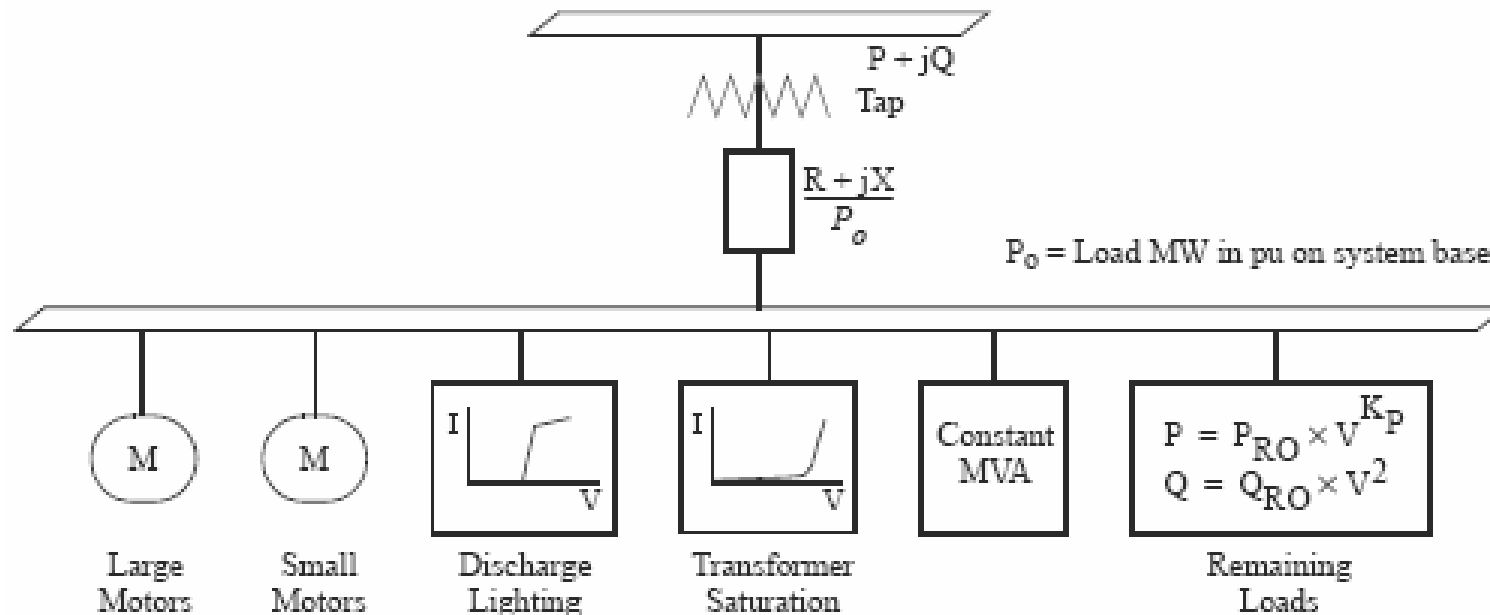 P + jQ
Tap
R + jX
P_o
P_o = Load MW in pu on system base
M
M
I
V
I
V
Constant
MVA
P = P_RO × V^K_P
Q = Q_RO × V^2
Large
Motors
Small
Motors
Discharge
Lighting
Transformer
Saturation
Remaining
Loads